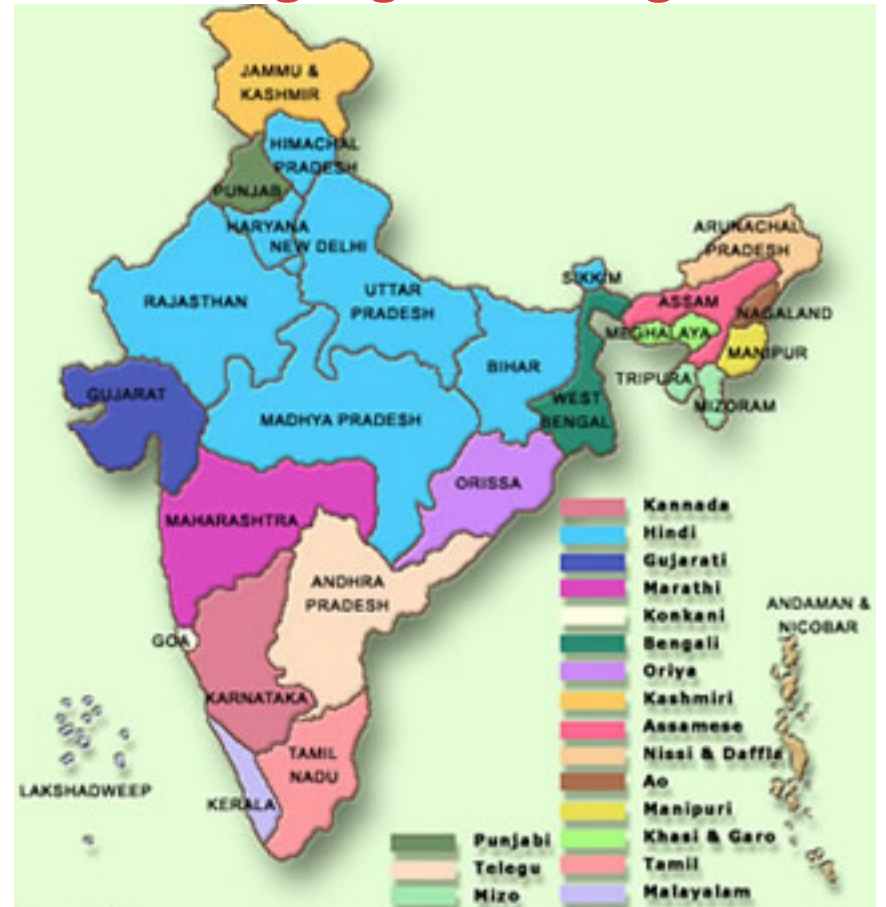 JAMMU &
KASHMIR
HIMACHAL
PRADESH
PUNJAB
HARYANA
NEW DELHI
RAJASTHAN
UTTAR
PRADESH
SIKKIM
ARUNACHAL
PRADESH
ASSAM
NAGALAND
MEGHALAYA
MANIPUR
TRIPURA
MIZORAM
BIHAR
WEST
BENGAL
GUJARAT
MADHYA PRADESH
ORISSA
MAHARASHTRA
ANDHRA
PRADESH
GOA
KARNATAKA
TAMIL
NADU
KERALA
LAKSHADWEEP
ANDAMAN &
NICOBAR
Kannada
Hindi
Gujarati
Marathi
Konkani
Bengali
Oriya
Kashmiri
Assamese
Nissi & Daffla
Ao
Manipuri
Khasi & Garo
Tamil
Malayalam
Punjabi
Telegu
Mizo